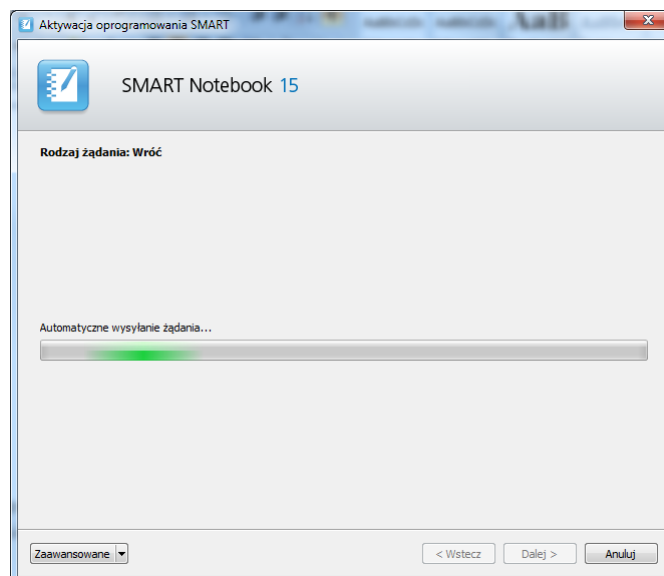 Aktywacja oprogramowania SMART
SMART Notebook 15
Rodzaj żądania: Wróć
Automatyczne wysyłanie żądania...
Zaawansowane
< Wstecz
Dalej >
Anuluj